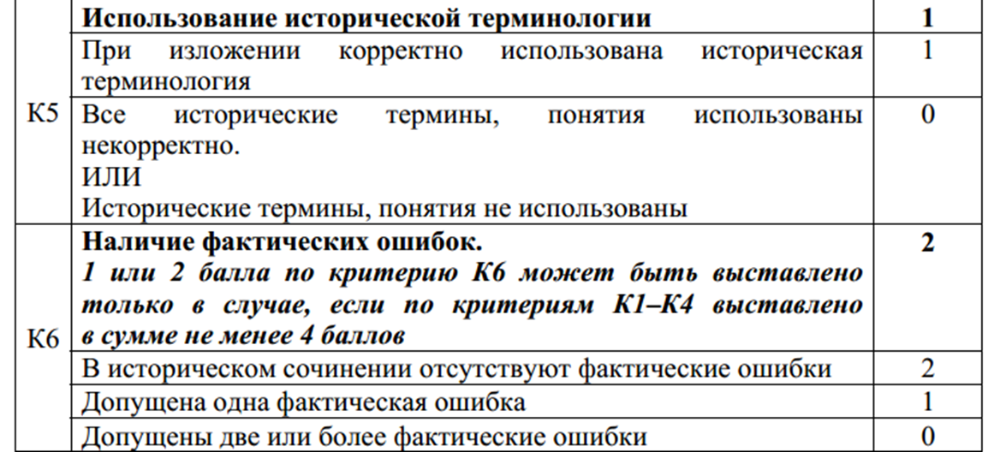 Использование исторической терминологии 1
При изложении корректно использована историческая 1
терминология
К5 Все исторические термины, понятия использованы 0
некорректно.
ИЛИ
Исторические термины, понятия не использованы
Наличие фактических ошибок. 2
1 или 2 балла по критерию К6 может быть выставлено
только в случае, если по критериям К1–К4 выставлено
в сумме не менее 4 баллов
К6
В историческом сочинении отсутствуют фактические ошибки 2
Допущена одна фактическая ошибка 1
Допущены две или более фактические ошибки 0